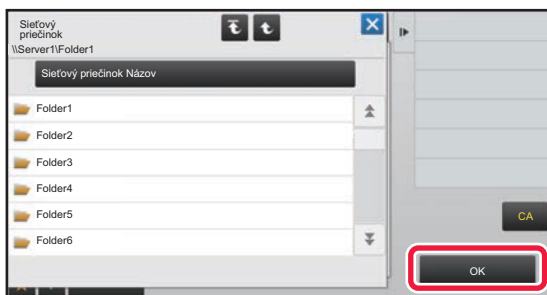 Sieťový
priečinok
\\Server1\Folder1
Sieťový priečinok Názov
Folder1
Folder2
Folder3
Folder4
Folder5
Folder6
CA
OK